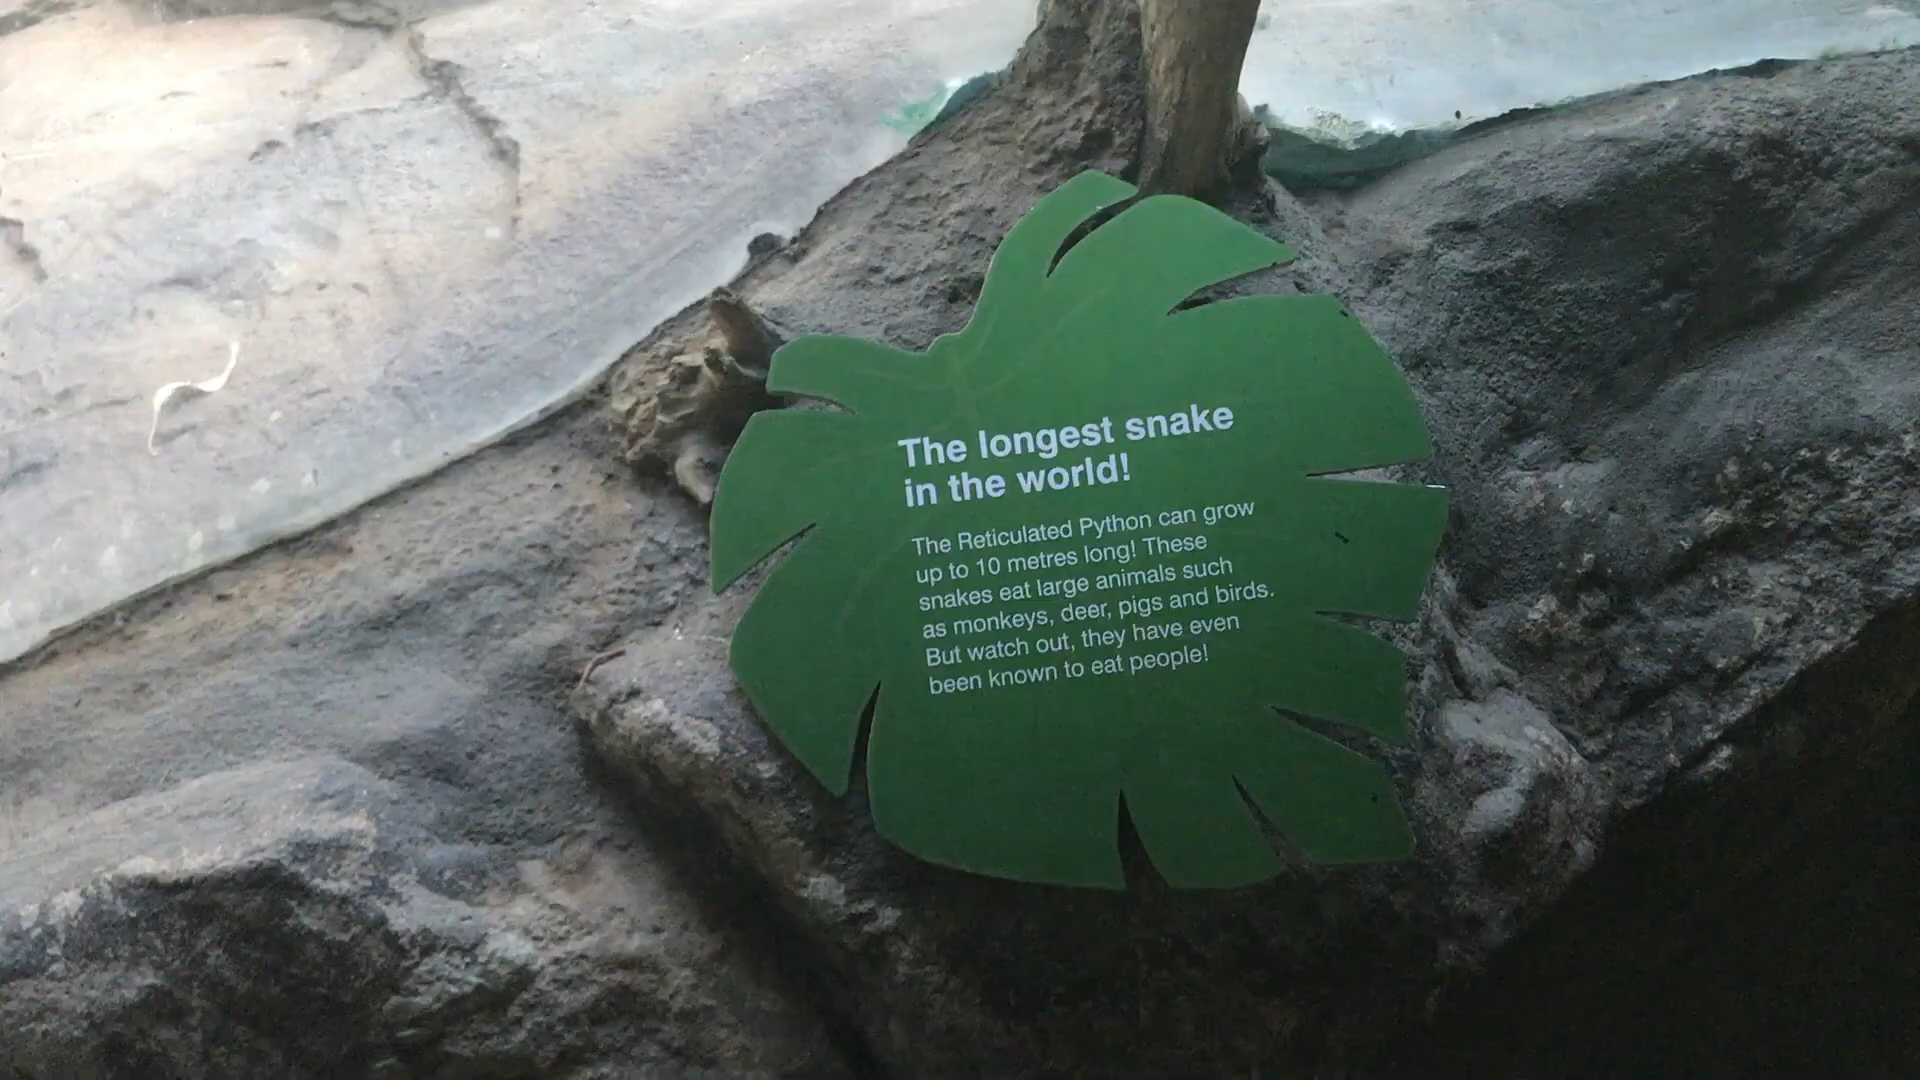 The longest snake
in the world!
The Reticulated Python can grow
up to 10 metres long! These
snakes eat large animals such
as monkeys, deer, pigs and birds.
But watch out, they have even
been known to eat people!